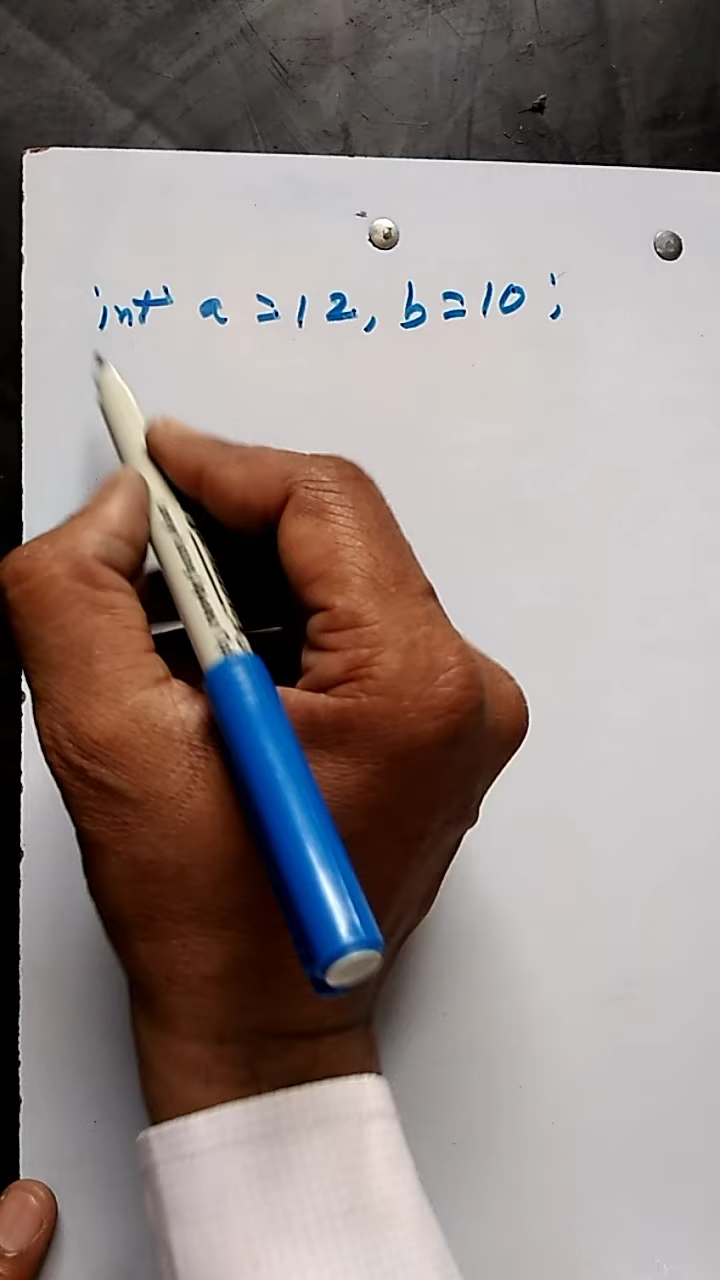 int a = 12, b = 10 ;